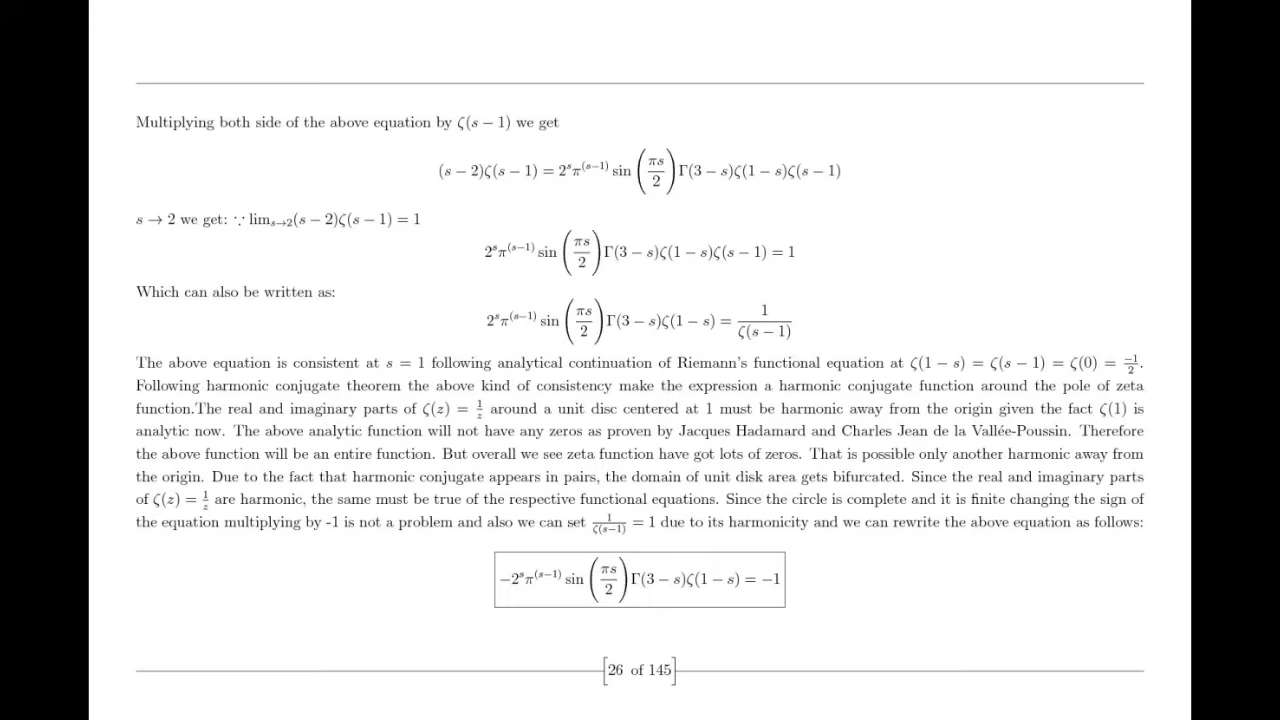 Multiplying both side of the above equation by ζ(s − 1) we get
(s − 2)ζ(s − 1) = 2^s π^(s−1) sin (πs/2) Γ(3 − s)ζ(1 − s)ζ(s − 1)
s → 2 we get: ∵ lim_{s→2}(s − 2)ζ(s − 1) = 1
2^s π^(s−1) sin (πs/2) Γ(3 − s)ζ(1 − s)ζ(s − 1) = 1
Which can also be written as:
2^s π^(s−1) sin (πs/2) Γ(3 − s)ζ(1 − s) = 1/ζ(s − 1)
The above equation is consistent at s = 1 following analytical continuation of Riemann's functional equation at ζ(1 − s) = ζ(s − 1) = ζ(0) = −1/2.
Following harmonic conjugate theorem the above kind of consistency make the expression a harmonic conjugate function around the pole of zeta
function.The real and imaginary parts of ζ(z) = 1/z around a unit disc centered at 1 must be harmonic away from the origin given the fact ζ(1) is
analytic now. The above analytic function will not have any zeros as proven by Jacques Hadamard and Charles Jean de la Vallée-Poussin. Therefore
the above function will be an entire function. But overall we see zeta function have got lots of zeros. That is possible only another harmonic away from
the origin. Due to the fact that harmonic conjugate appears in pairs, the domain of unit disk area gets bifurcated. Since the real and imaginary parts
of ζ(z) = 1/z are harmonic, the same must be true of the respective functional equations. Since the circle is complete and it is finite changing the sign of
the equation multiplying by -1 is not a problem and also we can set 1/ζ(s−1) = 1 due to its harmonicity and we can rewrite the above equation as follows:
−2^s π^(s−1) sin (πs/2) Γ(3 − s)ζ(1 − s) = −1
[26 of 145]